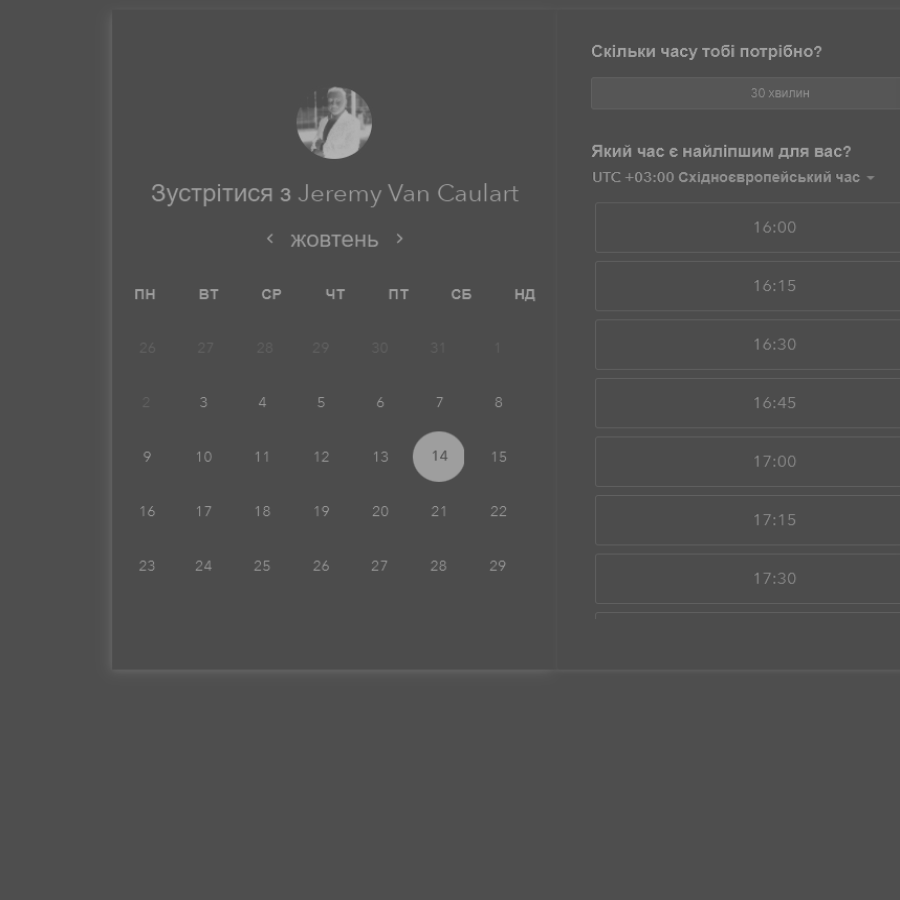 Зустрітися з Jeremy Van Caulart
жовтень
ПН ВТ СР ЧТ ПТ СБ НД
26 27 28 29 30 31 1
2 3 4 5 6 7 8
9 10 11 12 13 14 15
16 17 18 19 20 21 22
23 24 25 26 27 28 29
Скільки часу тобі потрібно?
30 хвилин
Який час є найліпшим для вас?
UTC +03:00 Східноєвропейський час
16:00
16:15
16:30
16:45
17:00
17:15
17:30